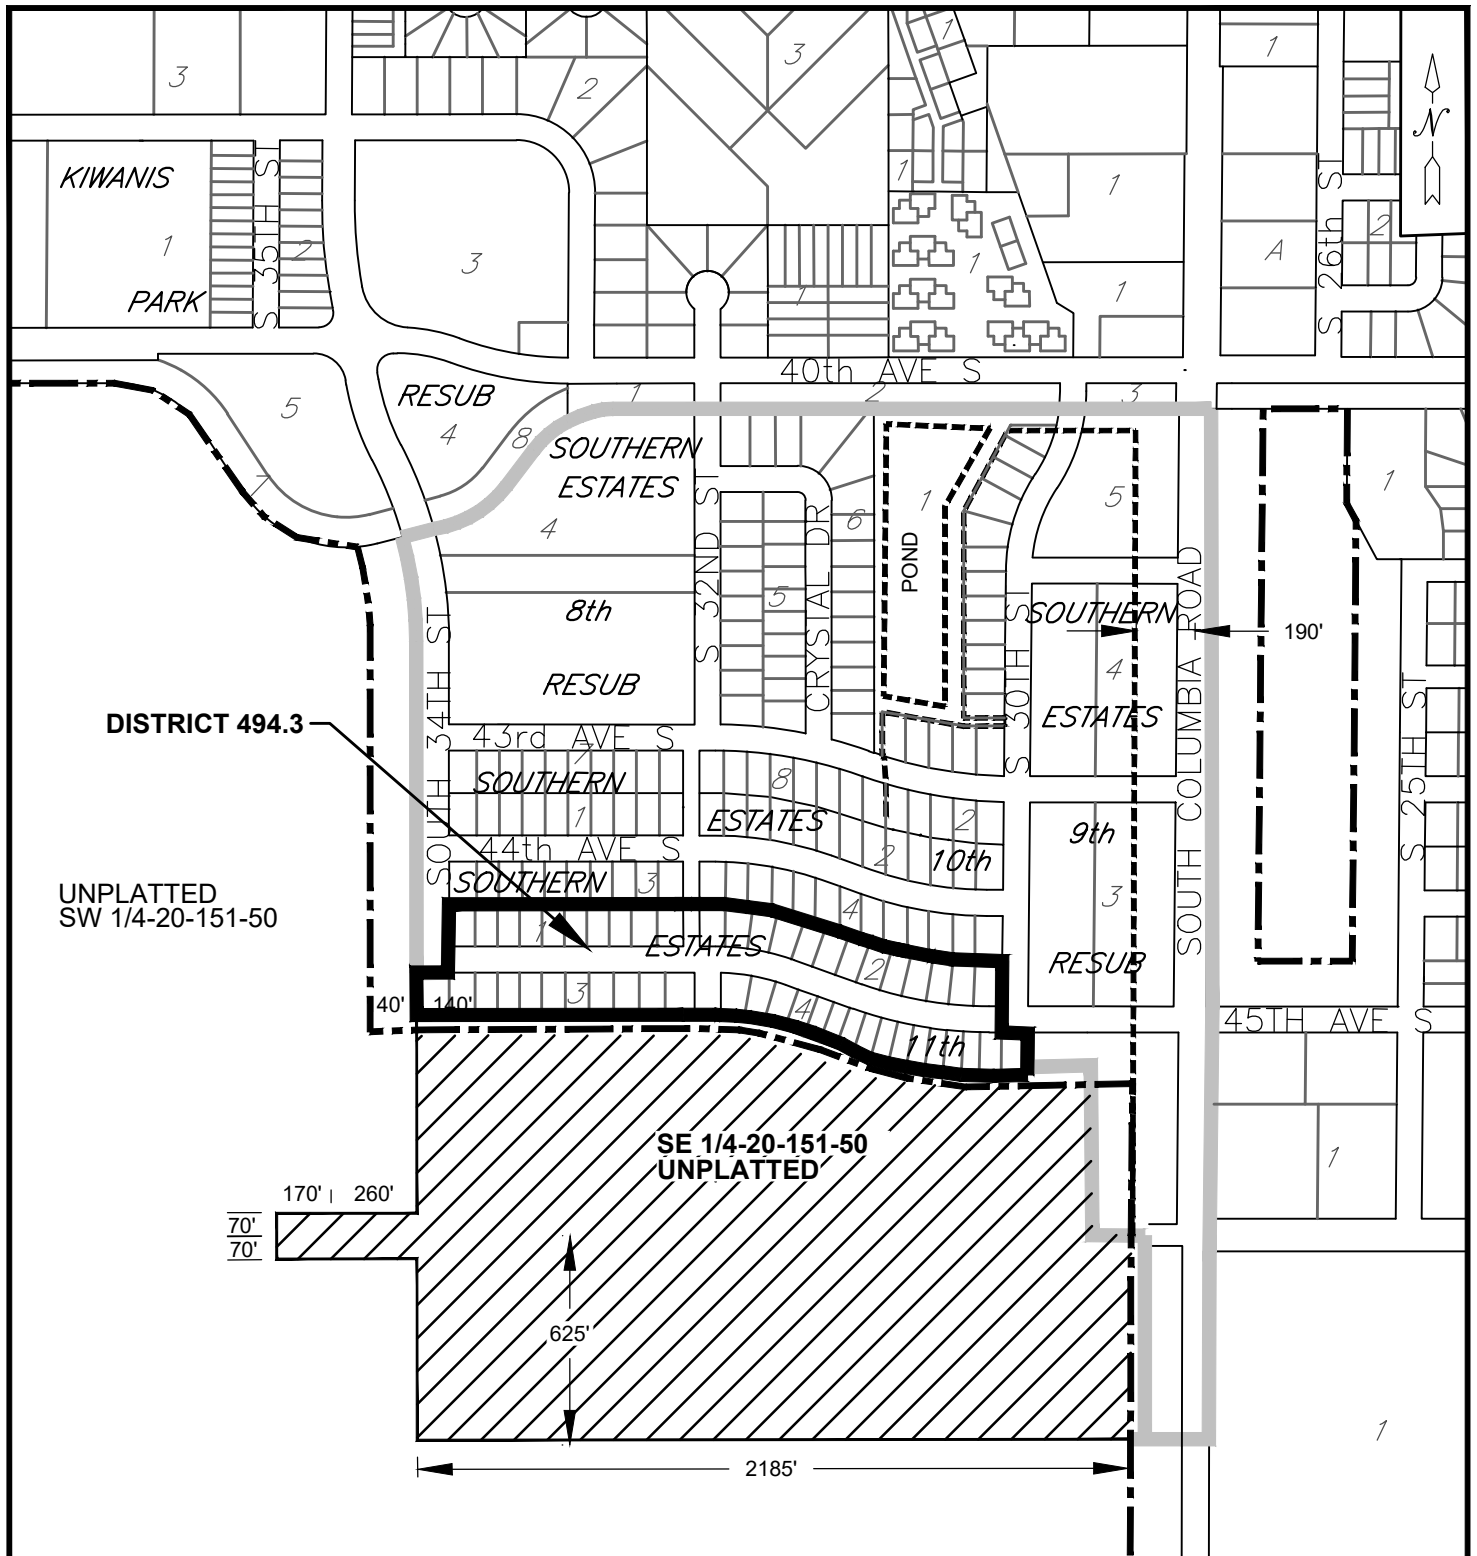 3
2
3
1
1
N
KIWANIS
1
PARK
S 35TH ST
2
3
1
1
1
1
1
A
S 26th ST
2
40th AVE S
5
RESUB
4
8
7
1
2
3
SOUTHERN
ESTATES
4
8th
RESUB
S 32ND ST
5
CRYSTAL DR
6
1
POND
S 30TH ST
5
SOUTHERN
4
ESTATES
190'
SOUTH COLUMBIA ROAD
1
S 25TH ST
DISTRICT 494.3
SOUTH 34TH ST
43rd AVE S
7
SOUTHERN
1
8
ESTATES
2
2
10th
9th
3
RESUB
44th AVE S
SOUTHERN
3
4
UNPLATTED
SW 1/4-20-151-50
1
ESTATES
2
3
4
11th
40'
140'
45TH AVE S
1
SE 1/4-20-151-50
UNPLATTED
170'
260'
70'
70'
625'
2185'
1